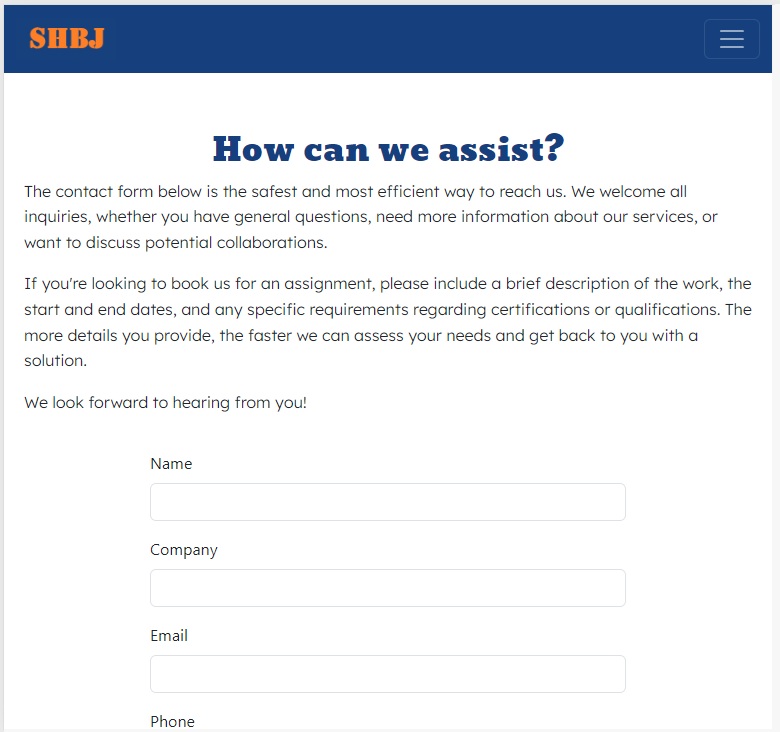 SHBJ
How can we assist?
The contact form below is the safest and most efficient way to reach us. We welcome all
inquiries, whether you have general questions, need more information about our services, or
want to discuss potential collaborations.
If you're looking to book us for an assignment, please include a brief description of the work, the
start and end dates, and any specific requirements regarding certifications or qualifications. The
more details you provide, the faster we can assess your needs and get back to you with a
solution.
We look forward to hearing from you!
Name
Company
Email
Phone